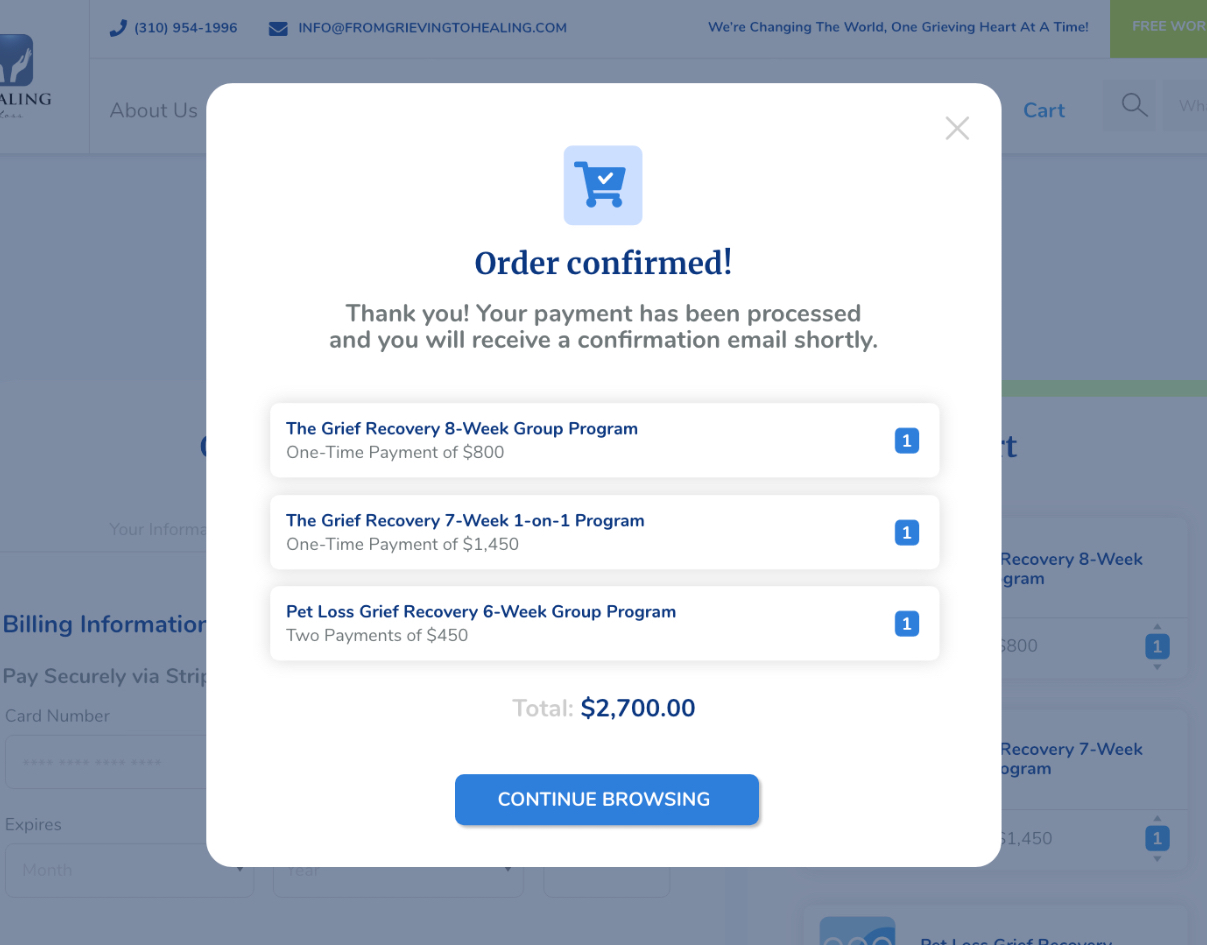 (310) 954-1996
INFO@FROMGRIEVINGTOHEALING.COM
We're Changing The World, One Grieving Heart At A Time!
FREE WOR
ALING
About Us
Cart
Order confirmed!
Thank you! Your payment has been processed
and you will receive a confirmation email shortly.
The Grief Recovery 8-Week Group Program
One-Time Payment of $800
1
The Grief Recovery 7-Week 1-on-1 Program
One-Time Payment of $1,450
1
Pet Loss Grief Recovery 6-Week Group Program
Two Payments of $450
1
Total: $2,700.00
CONTINUE BROWSING
Your Informa
Billing Information
Pay Securely via Strip
Card Number
**** **** **** ****
Expires
Month
Year
rt
Recovery 8-Week
gram
$800
1
Recovery 7-Week
ogram
$1,450
1
Pet Loss Grief Recovery